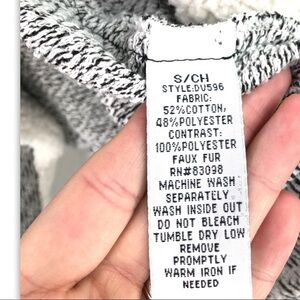 S/CH
STYLE:DU596
FABRIC:
52%COTTON,
48%POLYESTER
CONTRAST:
100%POLYESTER
FAUX FUR
RN#83098
MACHINE WASH
SEPARATELY
WASH INSIDE OUT
DO NOT BLEACH
TUMBLE DRY LOW
REMOVE
PROMPTLY
WARM IRON IF
NEEDED